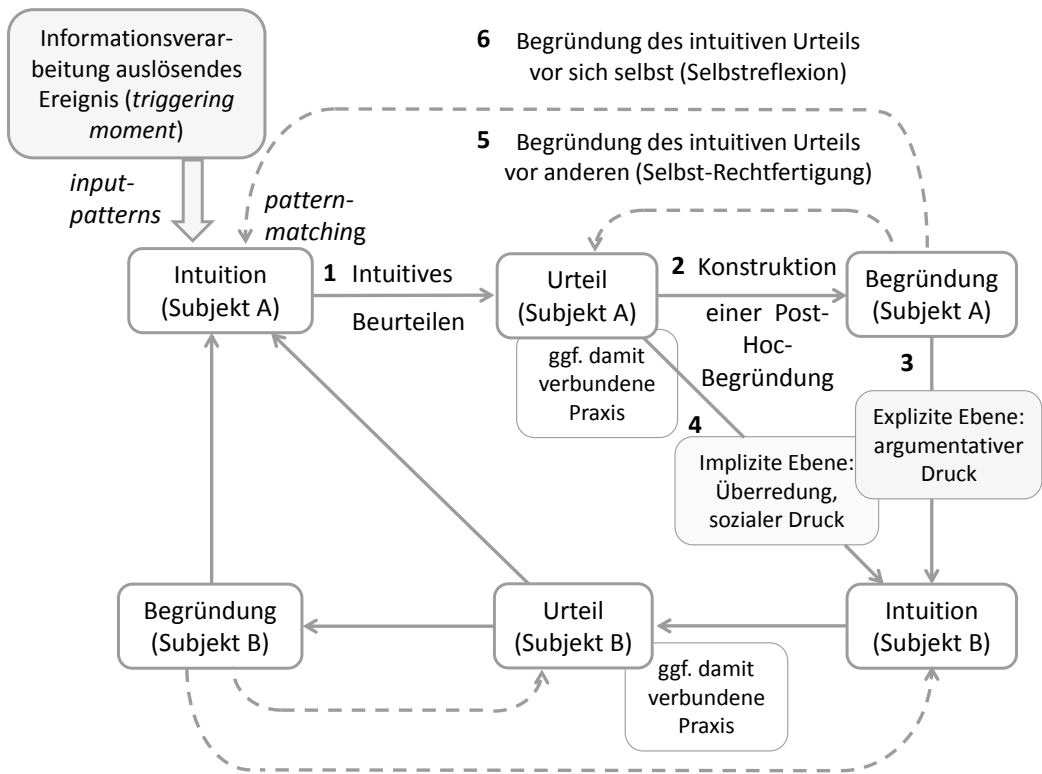 Informationsverar-
beitung auslösendes
Ereignis (triggering
moment)
6 Begründung des intuitiven Urteils
vor sich selbst (Selbstreflexion)
5 Begründung des intuitiven Urteils
vor anderen (Selbst-Rechtfertigung)
input-
patterns
pattern-
matching
Intuition
(Subjekt A)
1 Intuitives
Beurteilen
Urteil
(Subjekt A)
ggf. damit
verbundene
Praxis
2 Konstruktion
einer Post-
Hoc-
Begründung
Begründung
(Subjekt A)
3
Explizite Ebene:
argumentativer
Druck
4
Implizite Ebene:
Überredung,
sozialer Druck
Begründung
(Subjekt B)
Urteil
(Subjekt B)
ggf. damit
verbundene
Praxis
Intuition
(Subjekt B)